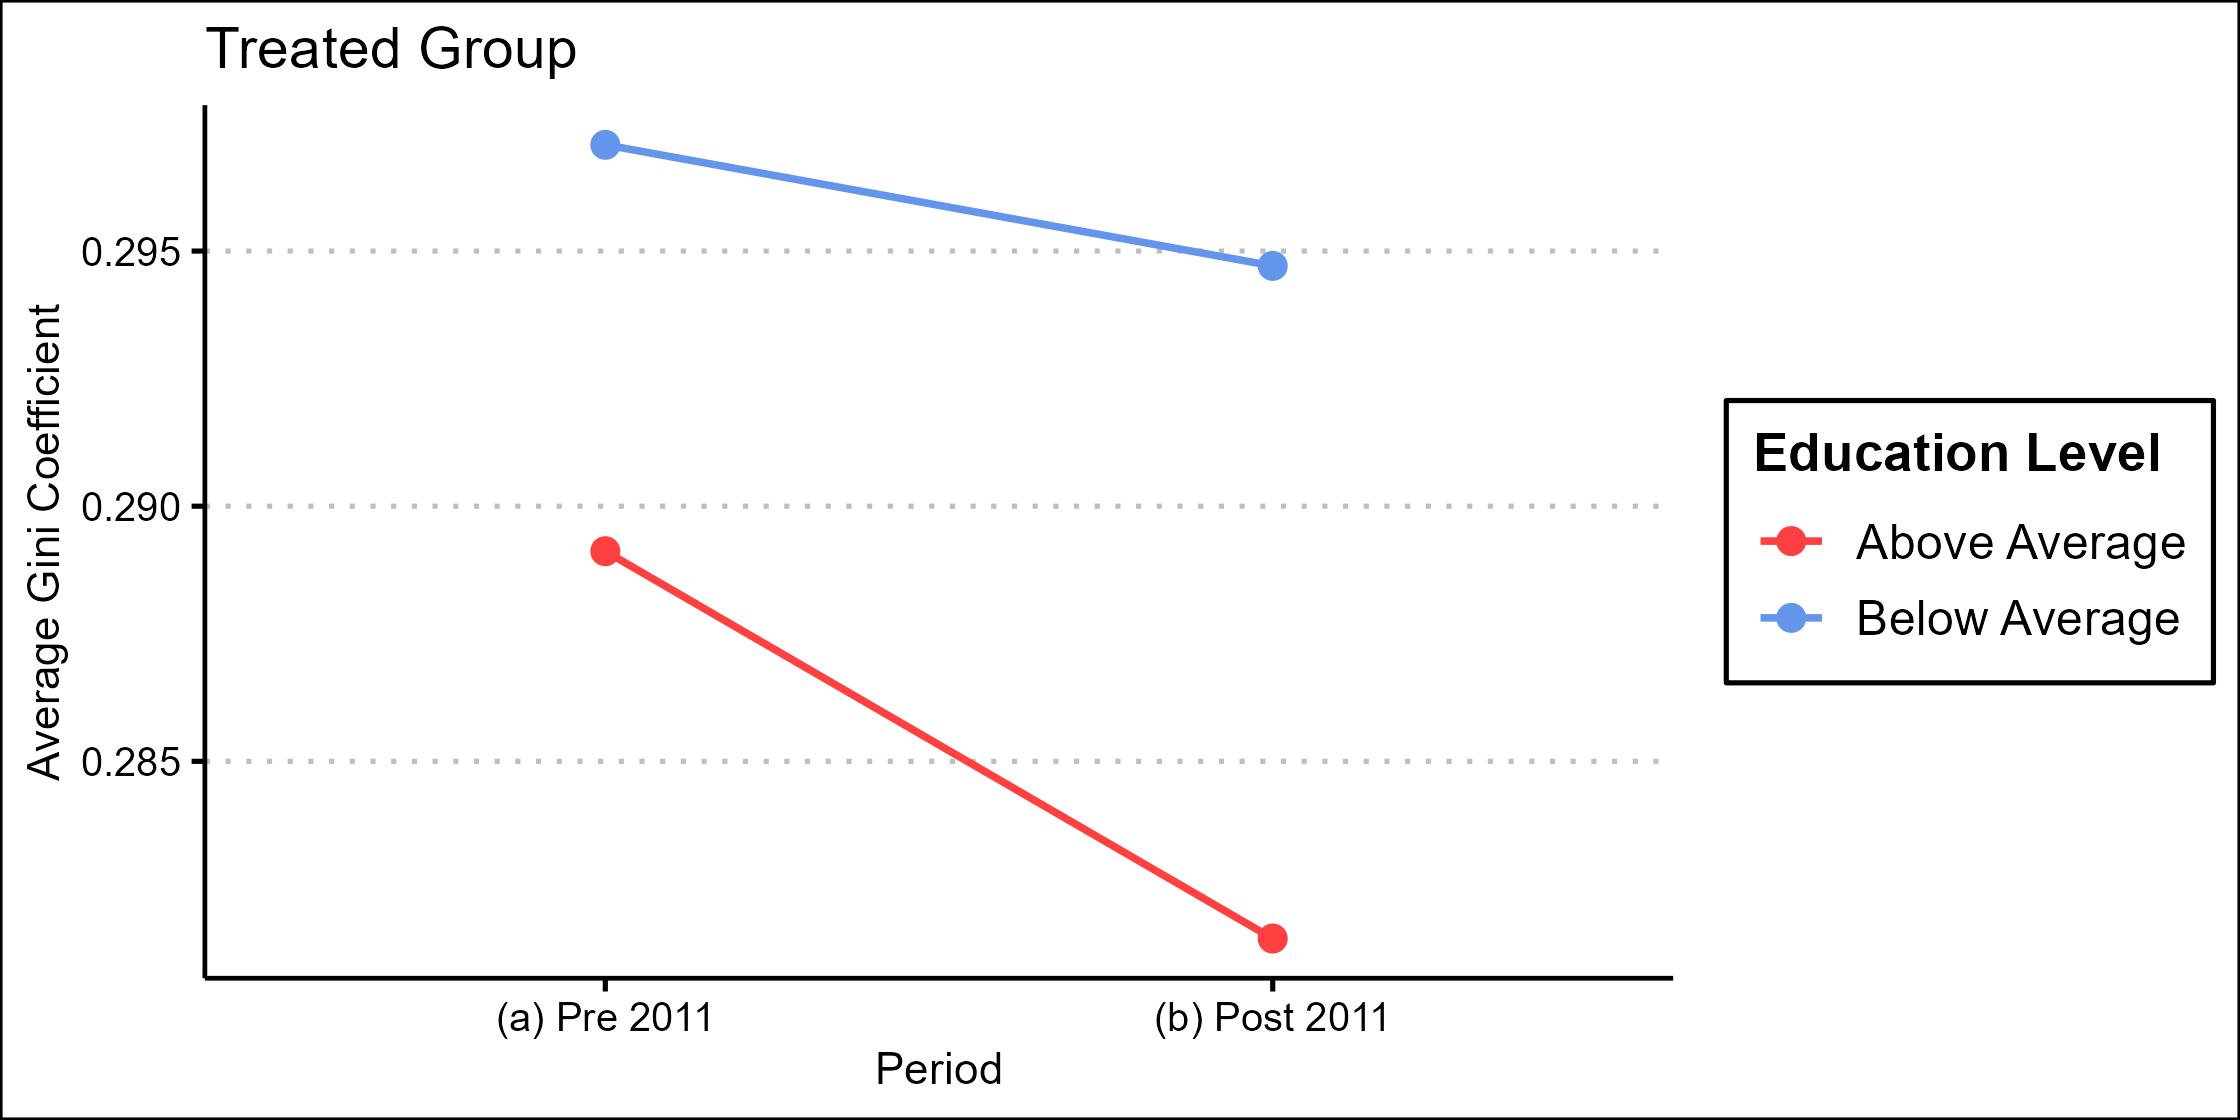 Treated Group
Average Gini Coefficient
0.295
0.290
0.285
(a) Pre 2011
(b) Post 2011
Period
Education Level
Above Average
Below Average